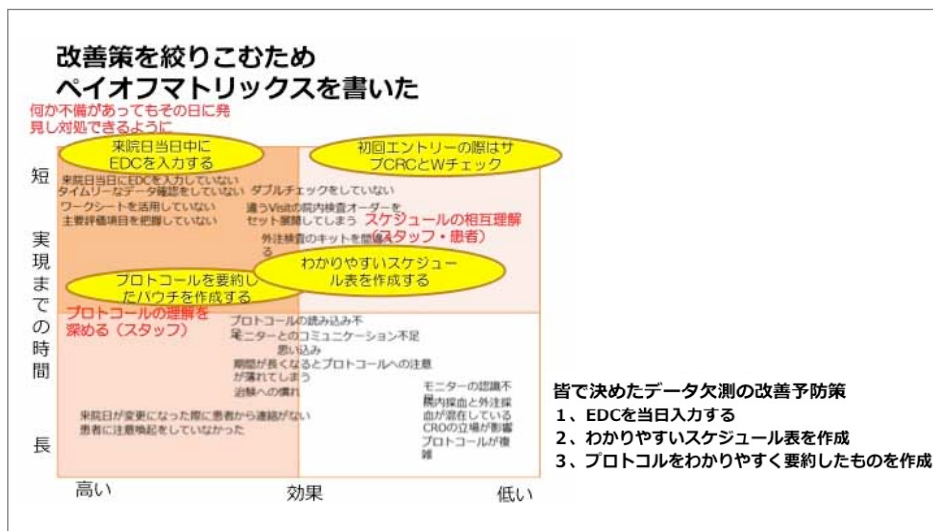 改善策を絞りこむため
ペイオフマトリックスを書いた
何か不備があってもその日に発
見し対処できるように
来院日当日中に
EDCを入力する
初回エントリーの際はサ
ブCRCとWチェック
短
実現までの時間
長
来院日当日にEDCを入力していない
タイムリーなデータ確認をしていない
ワークシートを活用していない
主要評価項目を把握していない
ダブルチェックをしていない
違うVisitの院内検査オーダーを
セット展開してしまう
外注検査のキットを間違え
る
スケジュールの相互理解
（スタッフ・患者）
プロトコールを要約し
たパウチを作成する
わかりやすいスケジュー
ル表を作成する
プロトコールの理解を
深める（スタッフ）
プロトコールの読み込み不
足
モニターとのコミュニケーション不足
思い込み
期間が長くなるとプロトコールへの注意
が薄れてしまう
治験への慣れ
来院日が変更になった際に患者から連絡がない
患者に注意喚起をしていなかった
モニターの認識不
院内採血と外注採
血が混在している
CROの立場が影響
プロトコールが複
雑
高い
効果
低い
皆で決めたデータ欠測の改善予防策
1、EDCを当日入力する
2、わかりやすいスケジュール表を作成
3、プロトコルをわかりやすく要約したものを作成